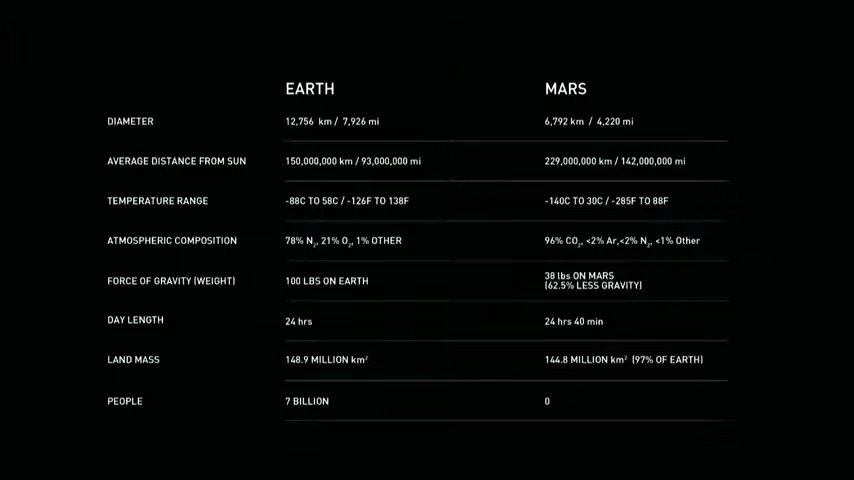 EARTH MARS
DIAMETER 12,756 km / 7,926 mi 6,792 km / 4,220 mi
AVERAGE DISTANCE FROM SUN 150,000,000 km / 93,000,000 mi 229,000,000 km / 142,000,000 mi
TEMPERATURE RANGE -88C TO 58C / -126F TO 138F -140C TO 30C / -285F TO 88F
ATMOSPHERIC COMPOSITION 78% N₂, 21% O₂, 1% OTHER 96% CO₂, <2% Ar,<2% N₂, <1% Other
FORCE OF GRAVITY (WEIGHT) 100 LBS ON EARTH 38 lbs ON MARS
(62.5% LESS GRAVITY)
DAY LENGTH 24 hrs 24 hrs 40 min
LAND MASS 148.9 MILLION km² 144.8 MILLION km² (97% OF EARTH)
PEOPLE 7 BILLION 0